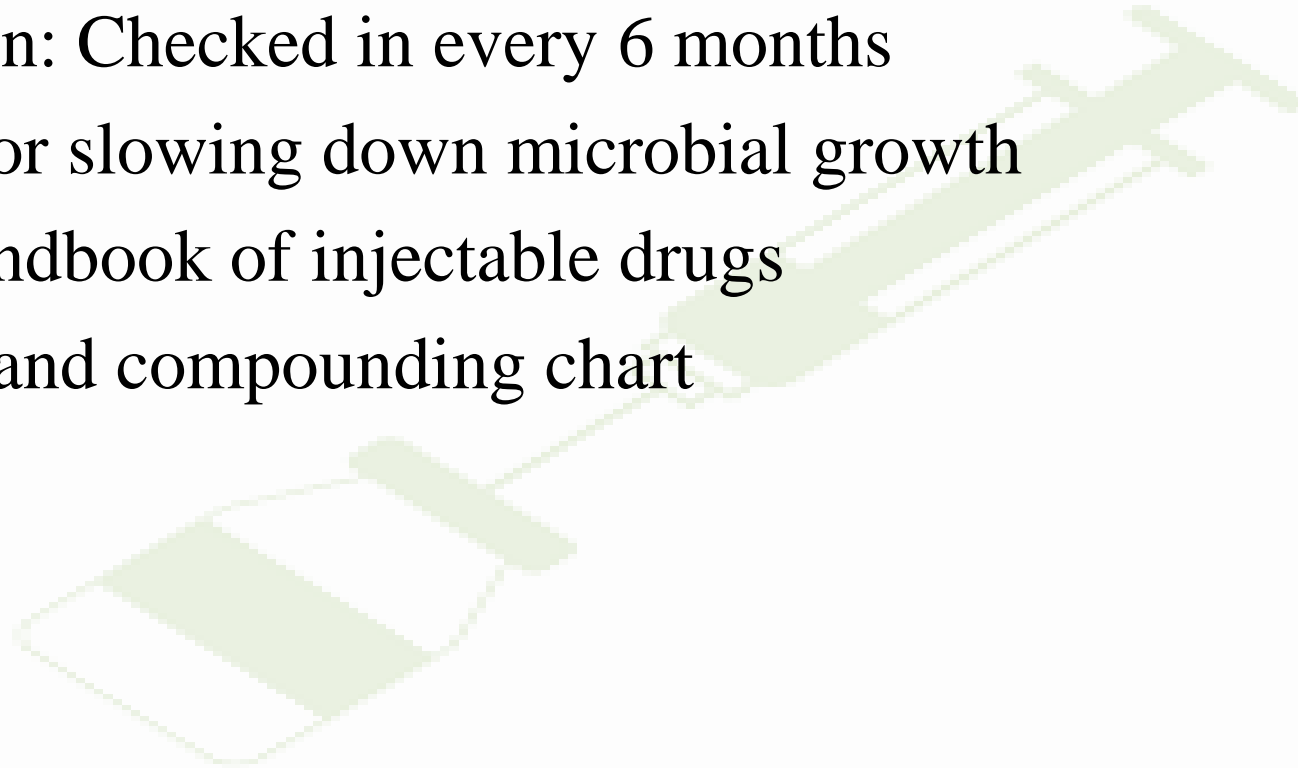 n: Checked in every 6 months
or slowing down microbial growth
ndbook of injectable drugs
and compounding chart